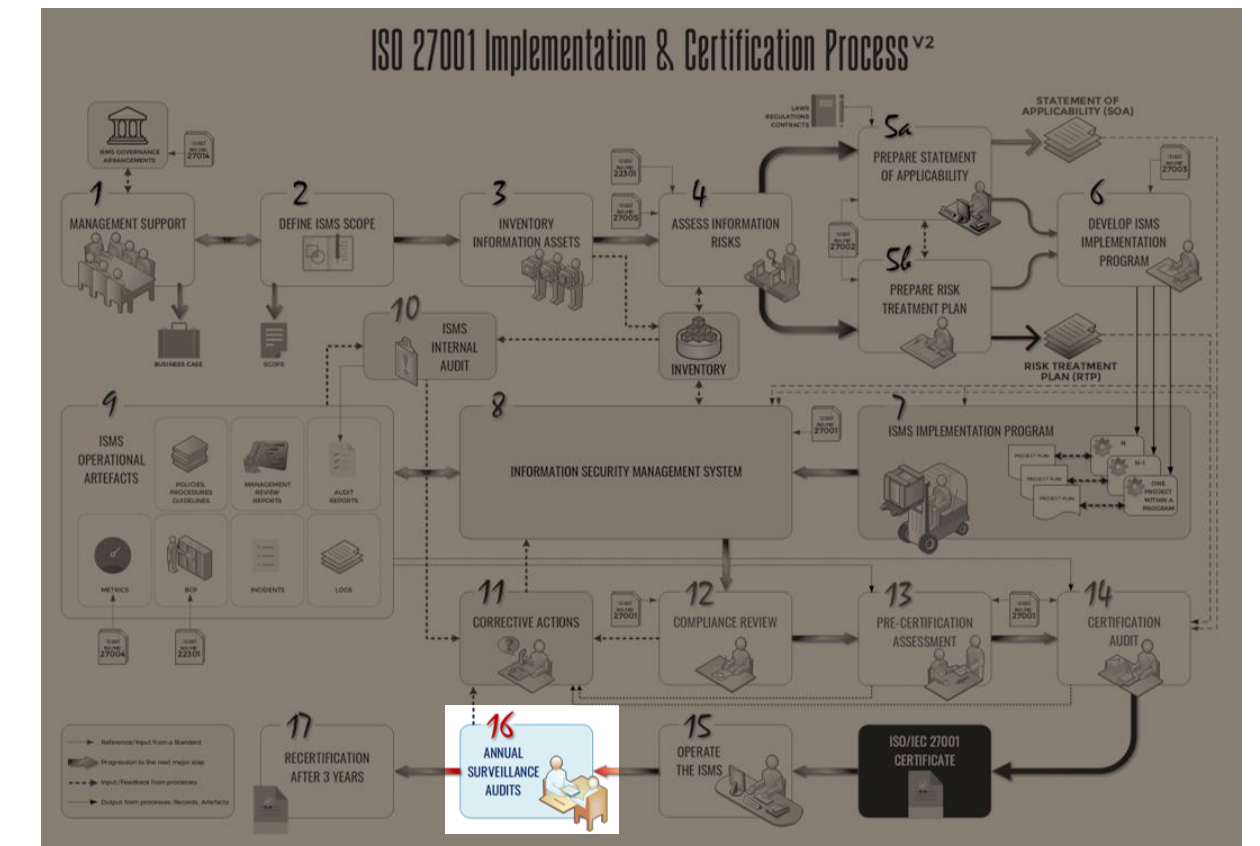 ISO 27001 Implementation & Certification Process V2
ISMS GOVERNANCE
ARRANGEMENTS
27014
1
MANAGEMENT SUPPORT
BUSINESS CASE
2
DEFINE ISMS SCOPE
SCOPE
3
INVENTORY
INFORMATION ASSETS
22301
27005
4
ASSESS INFORMATION
RISKS
LAWS
REGULATIONS
CONTRACTS
27002
5a
PREPARE STATEMENT
OF APPLICABILITY
STATEMENT OF
APPLICABILITY (SOA)
5b
PREPARE RISK
TREATMENT PLAN
RISK TREATMENT
PLAN (RTP)
27003
6
DEVELOP ISMS
IMPLEMENTATION
PROGRAM
10
ISMS
INTERNAL
AUDIT
INVENTORY
9
ISMS
OPERATIONAL
ARTEFACTS
POLICIES,
PROCEDURES
GUIDELINES
MANAGEMENT
REVIEW
REPORTS
AUDIT
REPORTS
METRICS
BCP
INCIDENTS
LOGS
27004
22301
8
INFORMATION SECURITY MANAGEMENT SYSTEM
27001
7
ISMS IMPLEMENTATION PROGRAM
PROJECT PLAN
PROJECT PLAN
PROJECT PLAN
N
N-1
ONE
PROJECT
WITHIN A
PROGRAM
11
CORRECTIVE ACTIONS
27001
12
COMPLIANCE REVIEW
13
PRE-CERTIFICATION
ASSESSMENT
27001
14
CERTIFICATION
AUDIT
Reference/Input from a Standard
Progression to the next major step
Input/Feedback from processes
Output from processes, Records, Artefacts
17
RECERTIFICATION
AFTER 3 YEARS
16
ANNUAL
SURVEILLANCE
AUDITS
15
OPERATE
THE ISMS
ISO/IEC 27001
CERTIFICATE